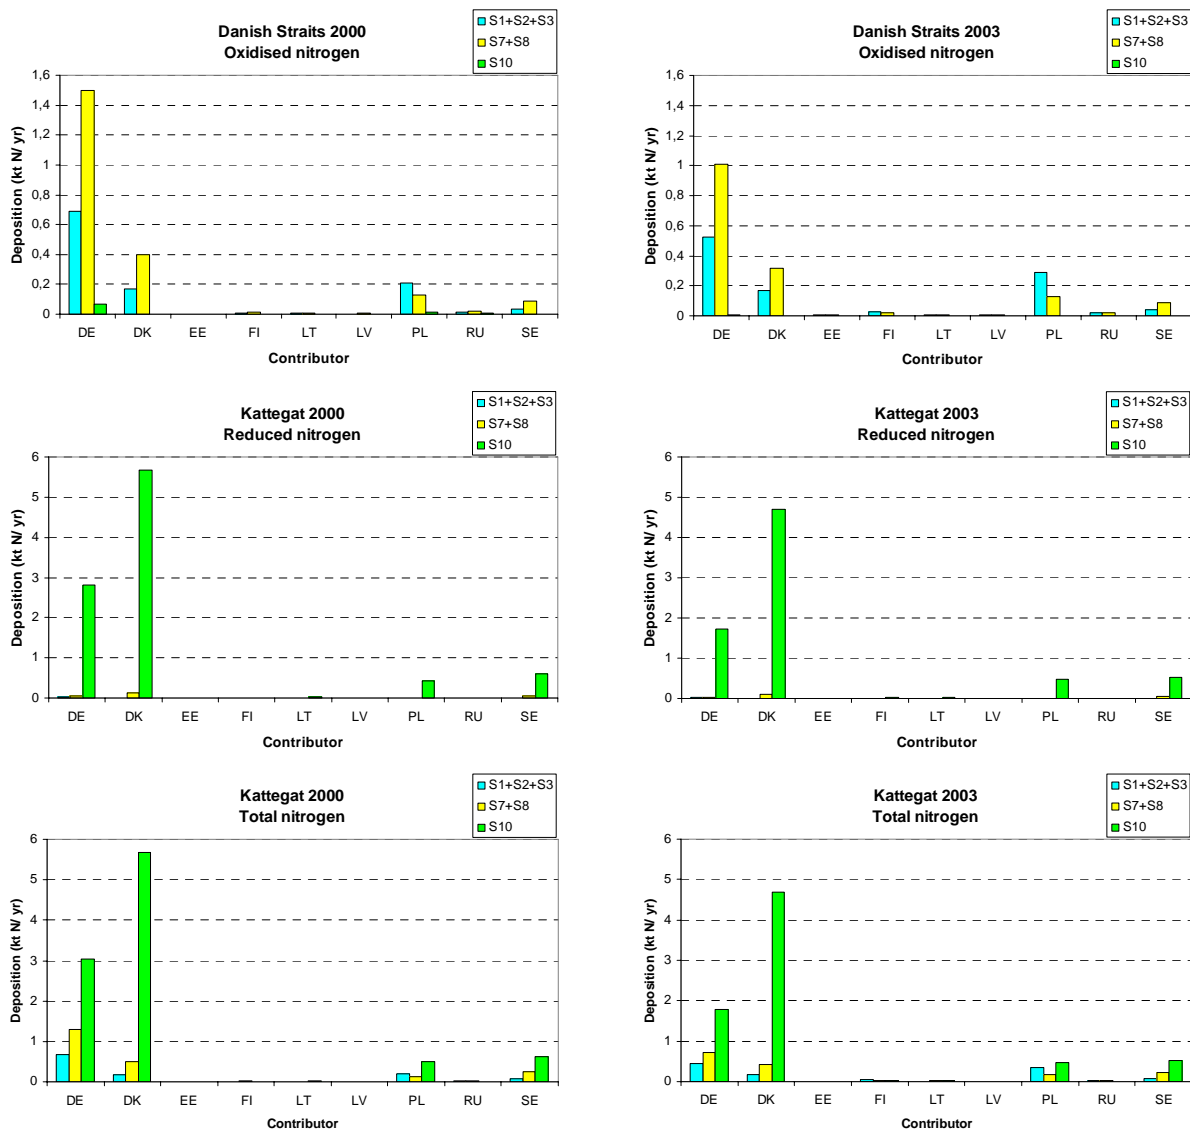 Danish Straits 2000
Oxidised nitrogen
S1+S2+S3
S7+S8
S10
Deposition (kt N/ yr)
1,6
1,4
1,2
1
0,8
0,6
0,4
0,2
0
DE DK EE FI LT LV PL RU SE
Contributor
Danish Straits 2003
Oxidised nitrogen
S1+S2+S3
S7+S8
S10
Deposition (kt N/ yr)
1,6
1,4
1,2
1
0,8
0,6
0,4
0,2
0
DE DK EE FI LT LV PL RU SE
Contributor
Kattegat 2000
Reduced nitrogen
S1+S2+S3
S7+S8
S10
Deposition (kt N/ yr)
6
5
4
3
2
1
0
DE DK EE FI LT LV PL RU SE
Contributor
Kattegat 2003
Reduced nitrogen
S1+S2+S3
S7+S8
S10
Deposition (kt N/ yr)
6
5
4
3
2
1
0
DE DK EE FI LT LV PL RU SE
Contributor
Kattegat 2000
Total nitrogen
S1+S2+S3
S7+S8
S10
Deposition (kt N/ yr)
6
5
4
3
2
1
0
DE DK EE FI LT LV PL RU SE
Contributor
Kattegat 2003
Total nitrogen
S1+S2+S3
S7+S8
S10
Deposition (kt N/ yr)
6
5
4
3
2
1
0
DE DK EE FI LT LV PL RU SE
Contributor